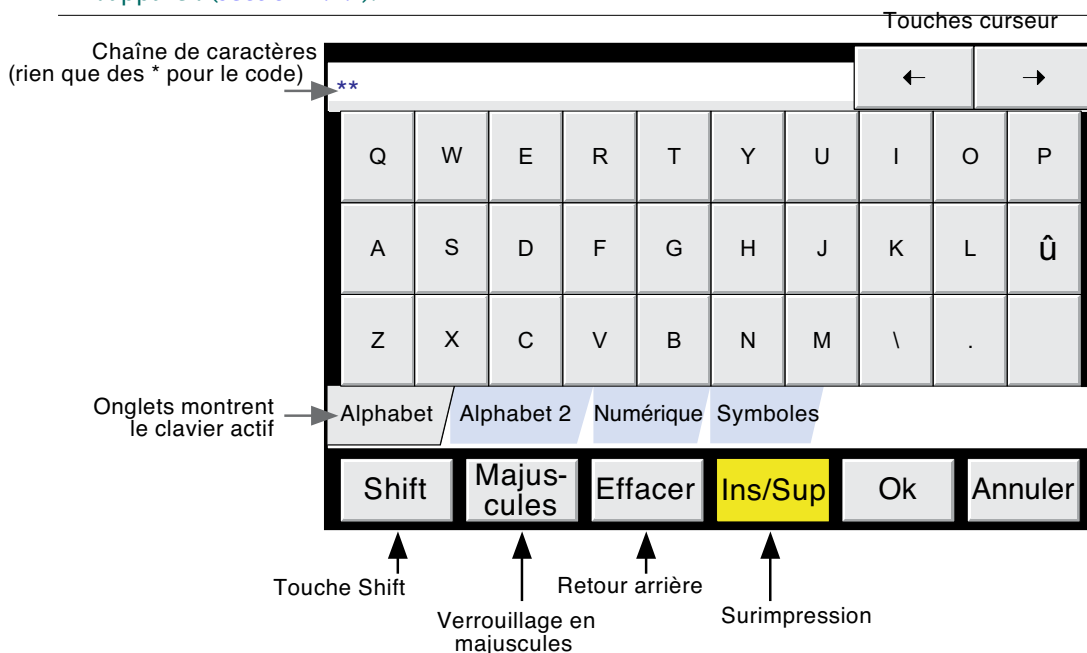 Touches curseur
Chaîne de caractères
(rien que des * pour le code)
**
← →
Q W E R T Y U I O P
A S D F G H J K L û
Z X C V B N M \ .
Onglets montrent
le clavier actif
Alphabet Alphabet 2 Numérique Symboles
Shift Majus-
cules Effacer Ins/Sup Ok Annuler
Touche Shift
Retour arrière
Verrouillage en
majuscules
Surimpression